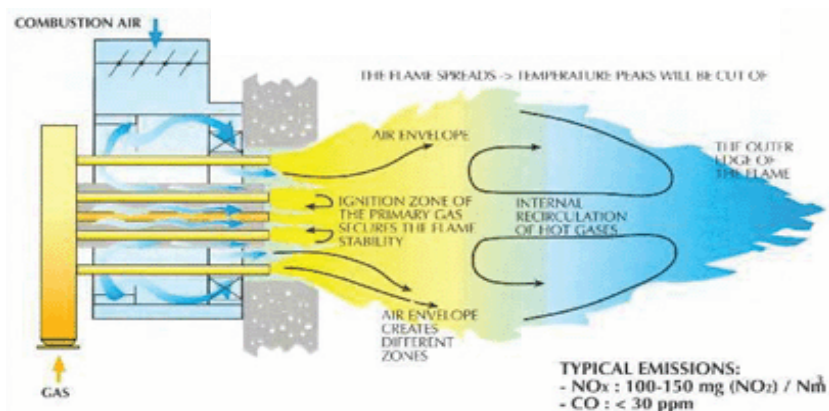 COMBUSTION AIR
THE FLAME SPREADS -> TEMPERATURE PEAKS WILL BE CUT OF
AIR ENVELOPE
THE OUTER
EDGE OF
THE FLAME
IGNITION ZONE OF
THE PRIMARY GAS
SECURES THE FLAME
STABILITY
INTERNAL
RECIRCULATION
OF HOT GASES
AIR ENVELOPE
CREATES
DIFFERENT
ZONES
GAS
TYPICAL EMISSIONS:
- NOx : 100-150 mg (NO2) / Nm3
- CO : < 30 ppm